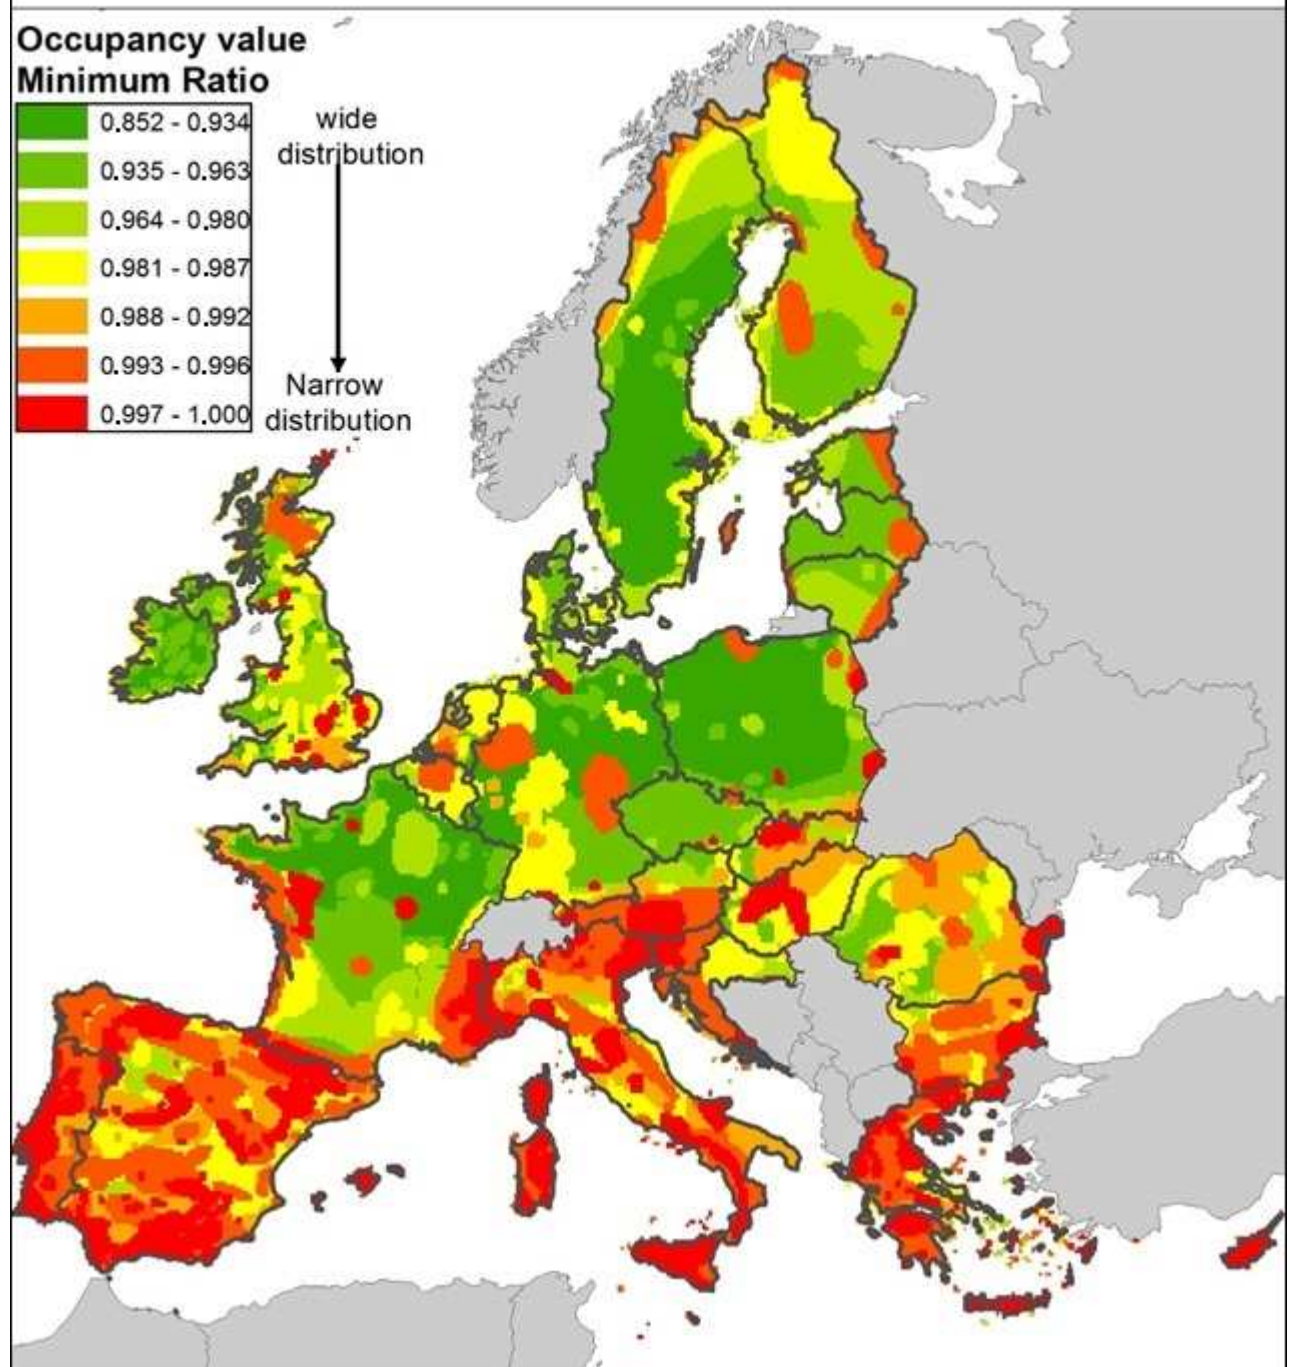 Occupancy value
Minimum Ratio
0.852 - 0.934
0.935 - 0.963
0.964 - 0.980
0.981 - 0.987
0.988 - 0.992
0.993 - 0.996
0.997 - 1.000
wide
distribution
Narrow
distribution